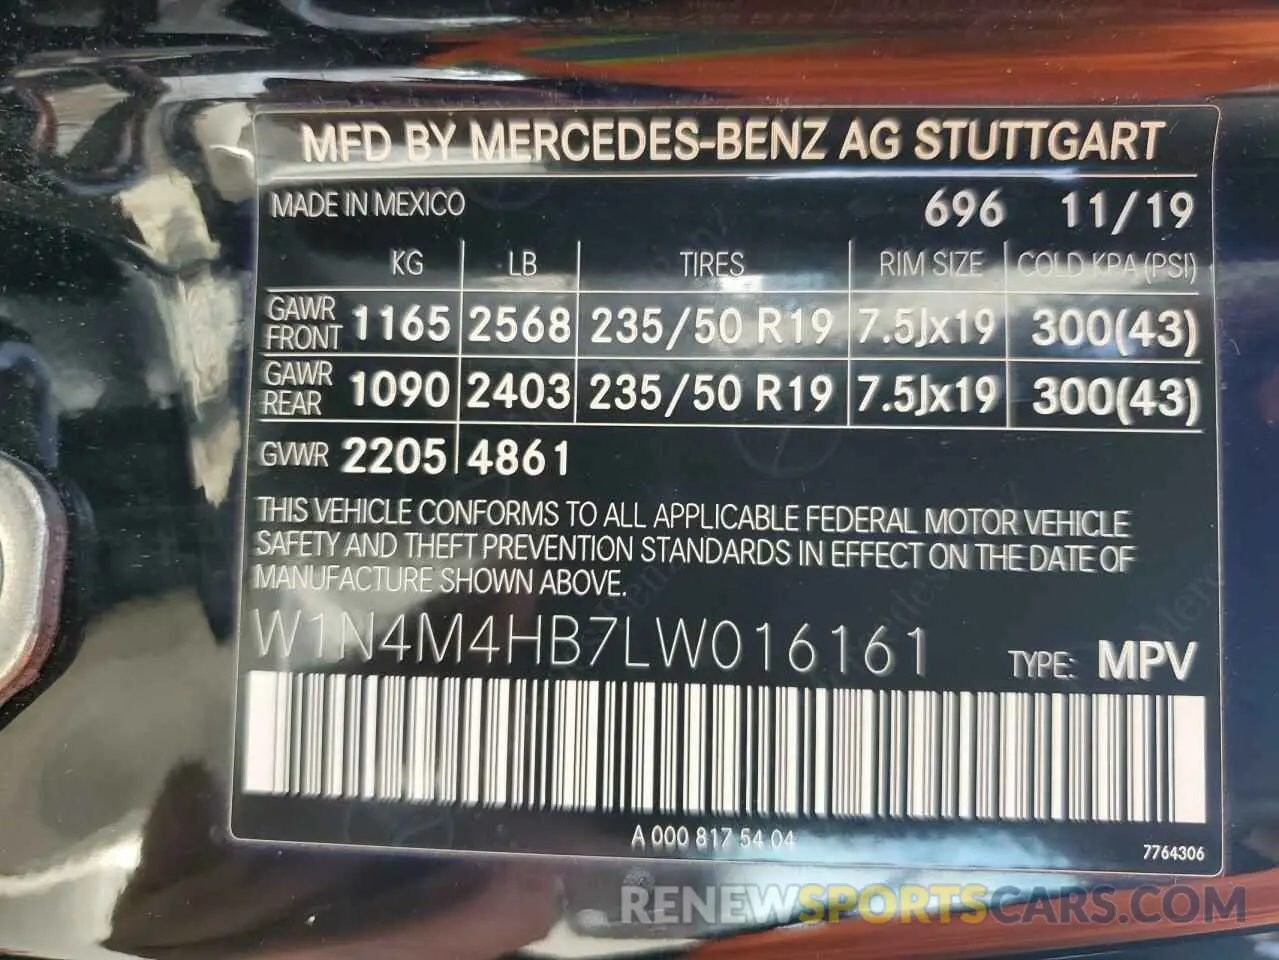 MFD BY MERCEDES-BENZ AG STUTTGART
MADE IN MEXICO 696 11/19
KG LB TIRES RIM SIZE COLD KPA (PSI)
GAWR FRONT 1165 2568 235/50 R19 7.5Jx19 300(43)
GAWR REAR 1090 2403 235/50 R19 7.5Jx19 300(43)
GVWR 2205 4861
THIS VEHICLE CONFORMS TO ALL APPLICABLE FEDERAL MOTOR VEHICLE
SAFETY AND THEFT PREVENTION STANDARDS IN EFFECT ON THE DATE OF
MANUFACTURE SHOWN ABOVE.
W1N4M4HB7LW016161 TYPE: MPV
A 000 817 54 04
7764306
RENEWSPORTSCARS.COM